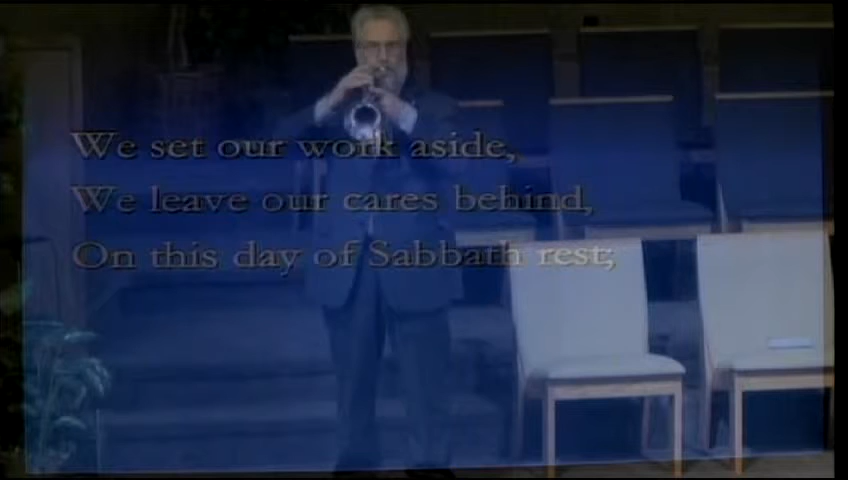 We set our work aside,
We leave our cares behind,
On this day of Sabbath rest;